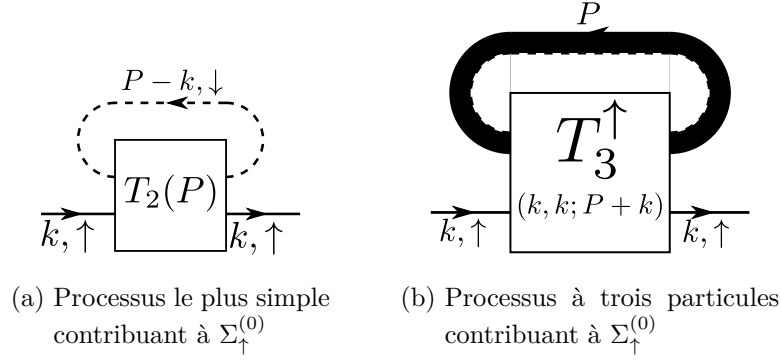 P
P − k, ↓
T₃↑
T₂(P)
(k, k; P + k)
k, ↑
k, ↑
k, ↑
k, ↑
(a) Processus le plus simple
contribuant à Σ↑⁽⁰⁾
(b) Processus à trois particules
contribuant à Σ↑⁽⁰⁾